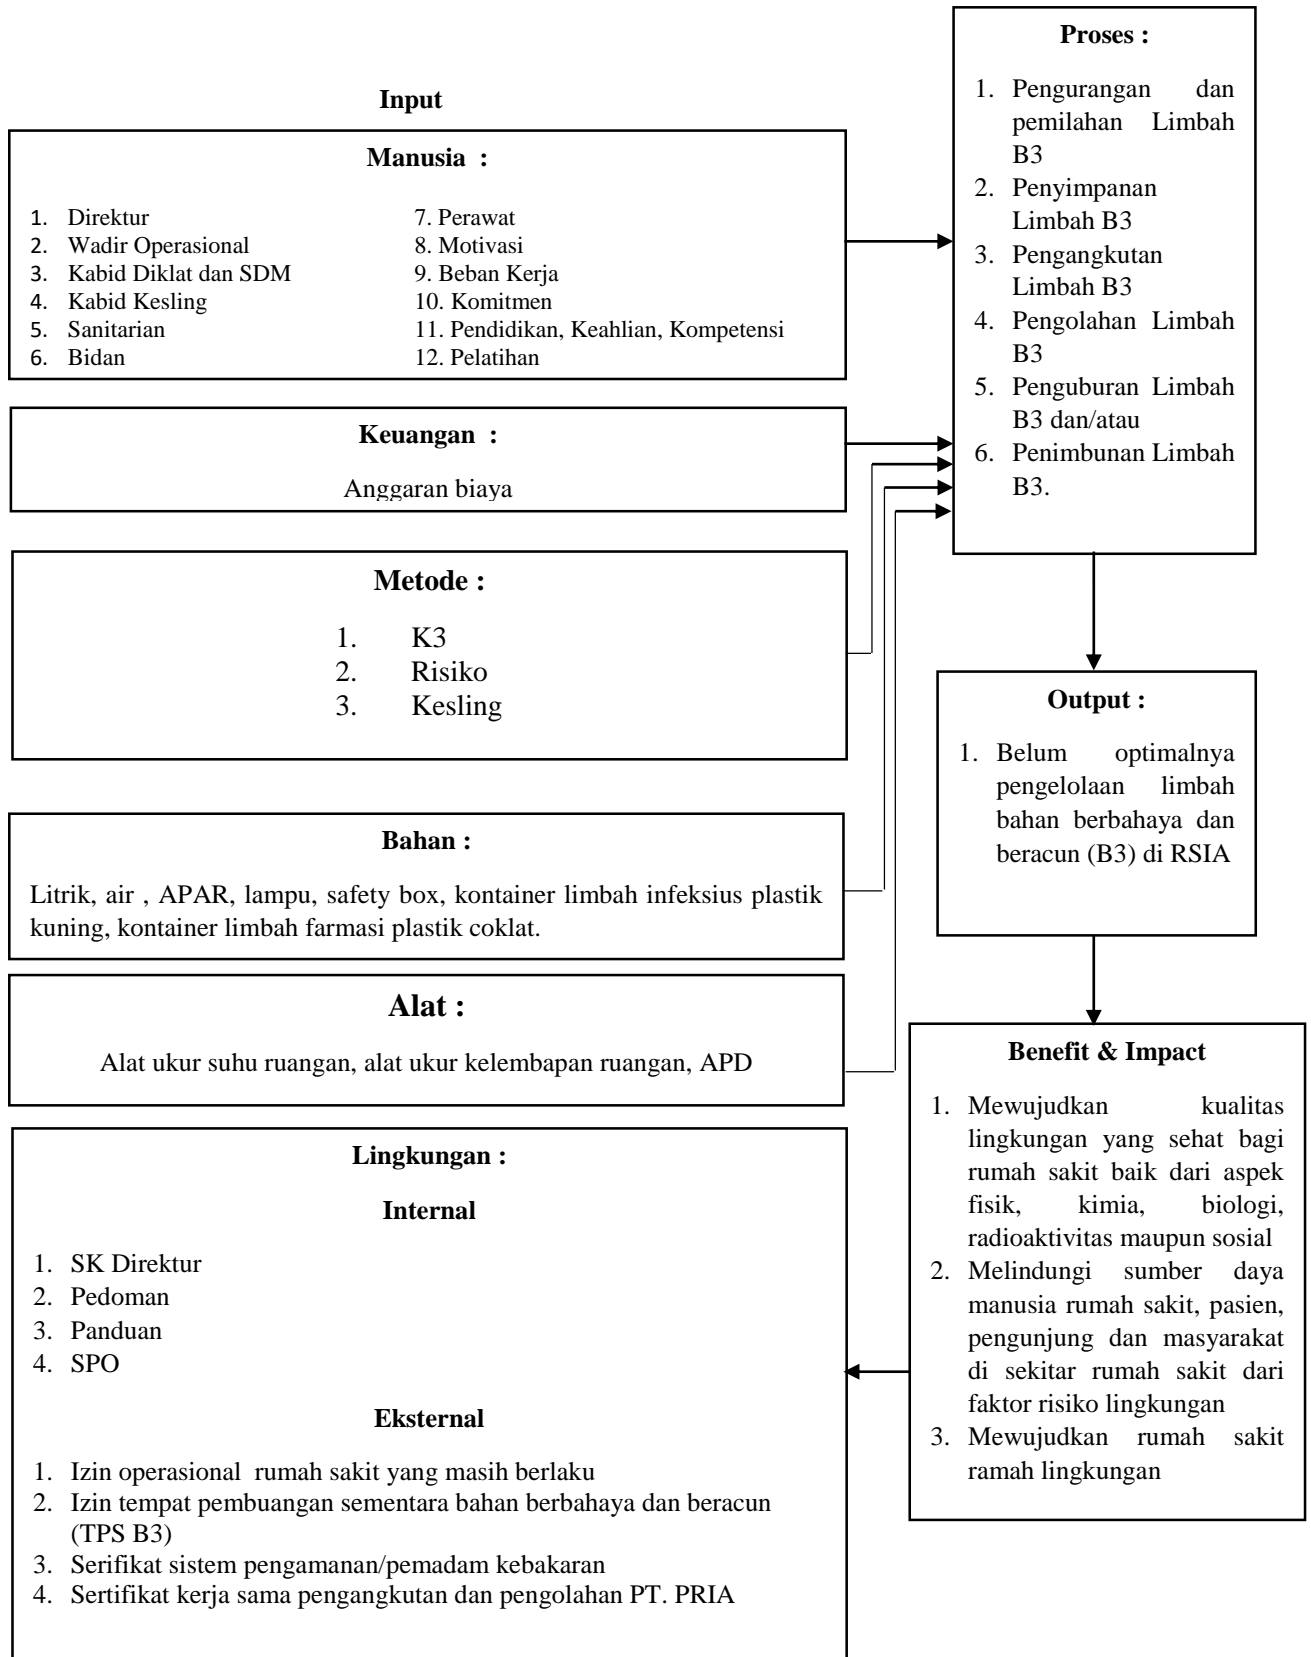 Input
Manusia :
1. Direktur
2. Wadir Operasional
3. Kabid Diklat dan SDM
4. Kabid Kesling
5. Sanitarian
6. Bidan
7. Perawat
8. Motivasi
9. Beban Kerja
10. Komitmen
11. Pendidikan, Keahlian, Kompetensi
12. Pelatihan
Keuangan :
Anggaran biaya
Metode :
1. K3
2. Risiko
3. Kesling
Bahan :
Litrik, air , APAR, lampu, safety box, kontainer limbah infeksius plastik
kuning, kontainer limbah farmasi plastik coklat.
Alat :
Alat ukur suhu ruangan, alat ukur kelembapan ruangan, APD
Lingkungan :
Internal
1. SK Direktur
2. Pedoman
3. Panduan
4. SPO
Eksternal
1. Izin operasional rumah sakit yang masih berlaku
2. Izin tempat pembuangan sementara bahan berbahaya dan beracun
(TPS B3)
3. Serifikat sistem pengamanan/pemadam kebakaran
4. Sertifikat kerja sama pengangkutan dan pengolahan PT. PRIA
Proses :
1. Pengurangan dan
pemilahan Limbah
B3
2. Penyimpanan
Limbah B3
3. Pengangkutan
Limbah B3
4. Pengolahan Limbah
B3
5. Penguburan Limbah
B3 dan/atau
6. Penimbunan Limbah
B3.
Output :
1. Belum optimalnya
pengelolaan limbah
bahan berbahaya dan
beracun (B3) di RSIA
Benefit & Impact
1. Mewujudkan kualitas
lingkungan yang sehat bagi
rumah sakit baik dari aspek
fisik, kimia, biologi,
radioaktivitas maupun sosial
2. Melindungi sumber daya
manusia rumah sakit, pasien,
pengunjung dan masyarakat
di sekitar rumah sakit dari
faktor risiko lingkungan
3. Mewujudkan rumah sakit
ramah lingkungan